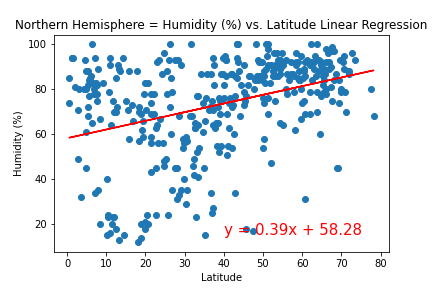 Northern Hemisphere = Humidity (%) vs. Latitude Linear Regression
100
80
60
40
20
Humidity (%)
y = 0.39x + 58.28
0 10 20 30 40 50 60 70 80
Latitude